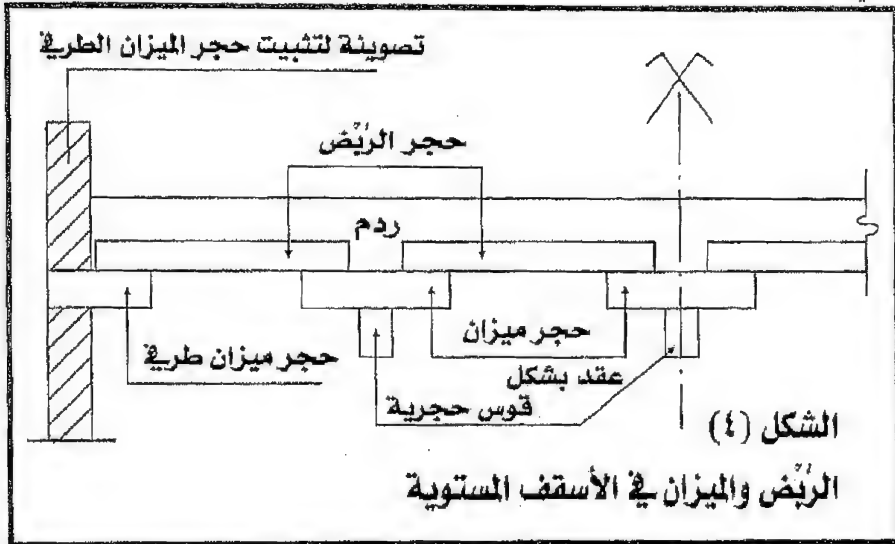 تصوينة لتثبيت حجر الميزان الطرفي
حجر الرُبْض
ردم
حجر ميزان
حجر ميزان طرفي
عقد بشكل
قوس حجرية
الشكل (٤)
الرُبْض والميزان في الأسقف المستوية